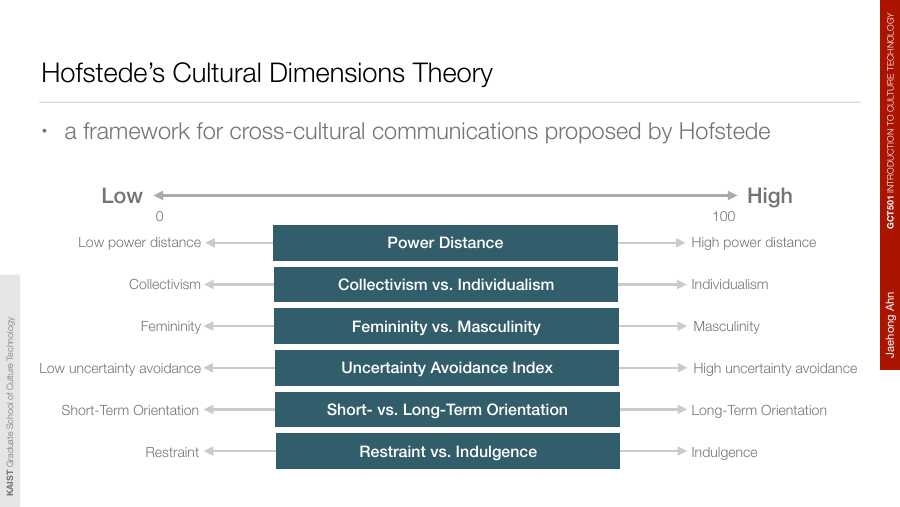 Hofstede’s Cultural Dimensions Theory
• a framework for cross-cultural communications proposed by Hofstede
Low High
0 100
Low power distance Power Distance High power distance
Collectivism Collectivism vs. Individualism Individualism
Femininity Femininity vs. Masculinity Masculinity
Low uncertainty avoidance Uncertainty Avoidance Index High uncertainty avoidance
Short-Term Orientation Short- vs. Long-Term Orientation Long-Term Orientation
Restraint Restraint vs. Indulgence Indulgence
GCT501 INTRODUCTION TO CULTURE TECHNOLOGY
Jaehong Ahn
KAIST Graduate School of Culture Technology